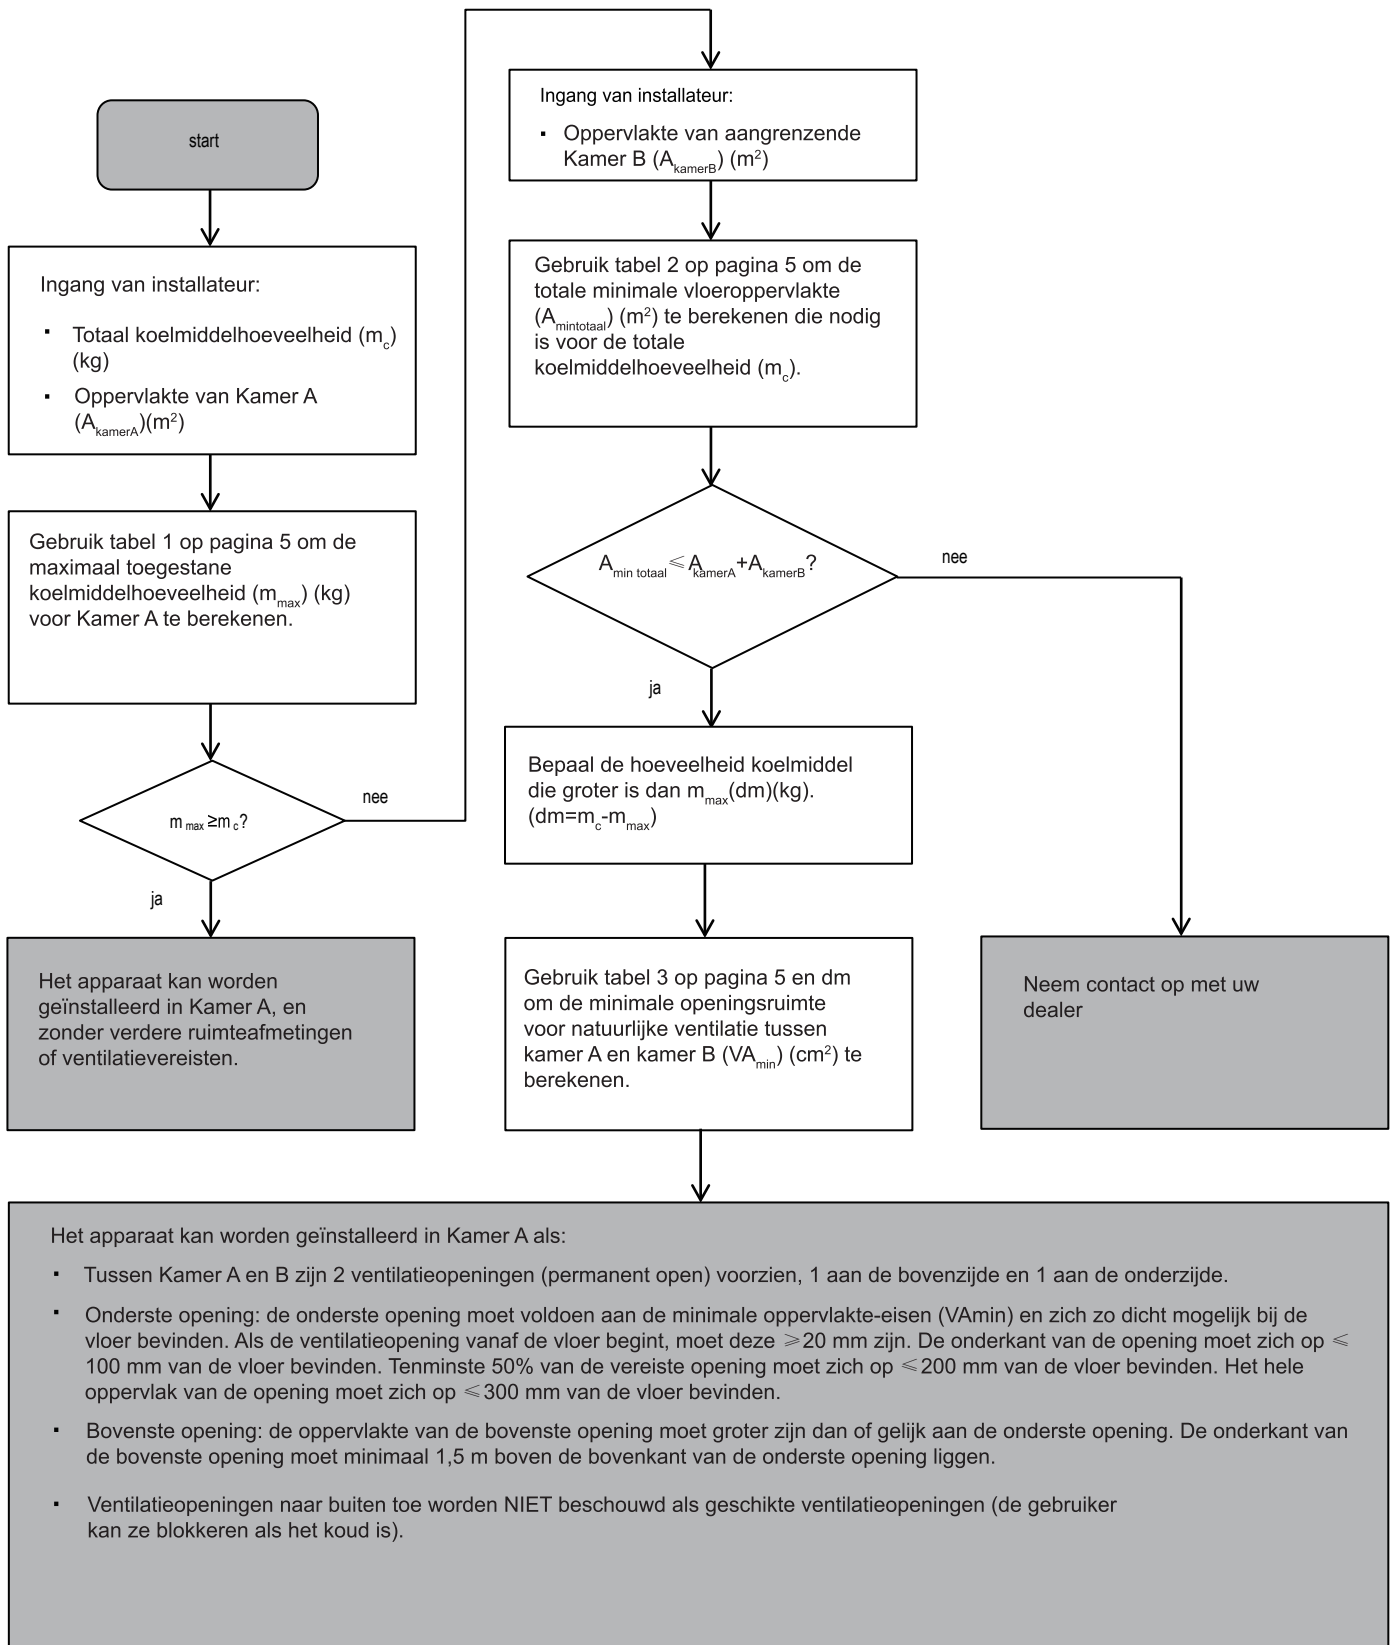 start
Ingang van installateur:
▪ Totaal koelmiddelhoeveelheid (mc)
(kg)
▪ Oppervlakte van Kamer A
(AkamerA)(m²)
Gebruik tabel 1 op pagina 5 om de
maximaal toegestane
koelmiddelhoeveelheid (mmax) (kg)
voor Kamer A te berekenen.
m max ≥m c?
nee
ja
Het apparaat kan worden
geïnstalleerd in Kamer A, en
zonder verdere ruimteafmetingen
of ventilatievereisten.
Ingang van installateur:
▪ Oppervlakte van aangrenzende
Kamer B (AkamerB) (m²)
Gebruik tabel 2 op pagina 5 om de
totale minimale vloeroppervlakte
(Amintotaal) (m²) te berekenen die nodig
is voor de totale
koelmiddelhoeveelheid (mc).
Amin totaal ≤ AkamerA+AkamerB?
nee
ja
Bepaal de hoeveelheid koelmiddel
die groter is dan mmax(dm)(kg).
(dm=mc-mmax)
Gebruik tabel 3 op pagina 5 en dm
om de minimale openingsruimte
voor natuurlijke ventilatie tussen
kamer A en kamer B (VAmin) (cm²) te
berekenen.
Neem contact op met uw
dealer
Het apparaat kan worden geïnstalleerd in Kamer A als:
▪ Tussen Kamer A en B zijn 2 ventilatieopeningen (permanent open) voorzien, 1 aan de bovenzijde en 1 aan de onderzijde.
▪ Onderste opening: de onderste opening moet voldoen aan de minimale oppervlakte-eisen (VAmin) en zich zo dicht mogelijk bij de
vloer bevinden. Als de ventilatieopening vanaf de vloer begint, moet deze ≥20 mm zijn. De onderkant van de opening moet zich op ≤
100 mm van de vloer bevinden. Tenminste 50% van de vereiste opening moet zich op ≤200 mm van de vloer bevinden. Het hele
oppervlak van de opening moet zich op ≤300 mm van de vloer bevinden.
▪ Bovenste opening: de oppervlakte van de bovenste opening moet groter zijn dan of gelijk aan de onderste opening. De onderkant van
de bovenste opening moet minimaal 1,5 m boven de bovenkant van de onderste opening liggen.
▪ Ventilatieopeningen naar buiten toe worden NIET beschouwd als geschikte ventilatieopeningen (de gebruiker
kan ze blokkeren als het koud is).